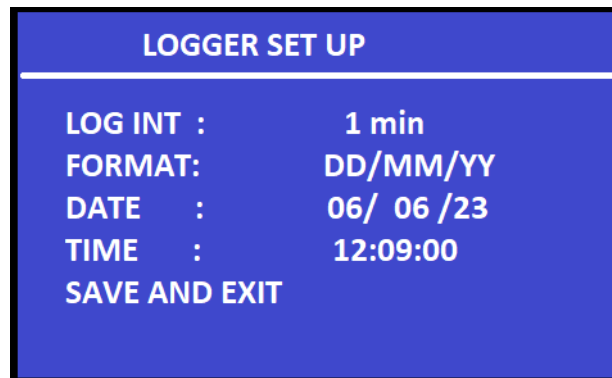 LOGGER SET UP
LOG INT : 1 min
FORMAT: DD/MM/YY
DATE : 06/ 06 /23
TIME : 12:09:00
SAVE AND EXIT